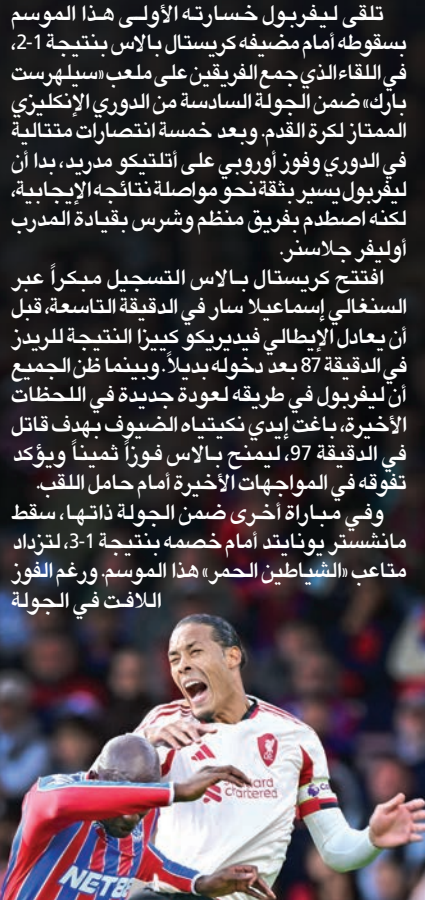 تلقى ليفربول خسارته الأولى هذا الموسم
بسقوطه أمام مضيفه كريستال بالاس بنتيجة 1-2،
في اللقاء الذي جمع الفريقين على ملعب «سيلهرست
بارك» ضمن الجولة السادسة من الدوري الإنكليزي
الممتاز لكرة القدم. وبعد خمسة انتصارات متتالية
في الدوري وفوز أوروبي على أتلتيكو مدريد، بدا أن
ليفربول يسير بثقة نحو مواصلة نتائجه الإيجابية،
لكنه اصطدم بفريق منظم وشرس بقيادة المدرب
أوليفر جلاسنر.
افتتح كريستال بالاس التسجيل مبكراً عبر
السنغالي إسماعيلا سار في الدقيقة التاسعة، قبل
أن يعادل الإيطالي فيديريكو كييزا النتيجة للريدز
في الدقيقة 87 بعد دخوله بديلاً. وبينما ظن الجميع
أن ليفربول في طريقه لعودة جديدة في اللحظات
الأخيرة، باغت إيدي نكيتياه الضيوف بهدف قاتل
في الدقيقة 97، ليمنح بالاس فوزاً ثميناً ويؤكد
تفوقه في المواجهات الأخيرة أمام حامل اللقب.
وفي مباراة أخرى ضمن الجولة ذاتها، سقط
مانشستر يونايتد أمام خصمه بنتيجة 1-3، لتزداد
متاعب «الشياطين الحمر» هذا الموسم. ورغم الفوز
اللافت في الجولة
chartered
NETB